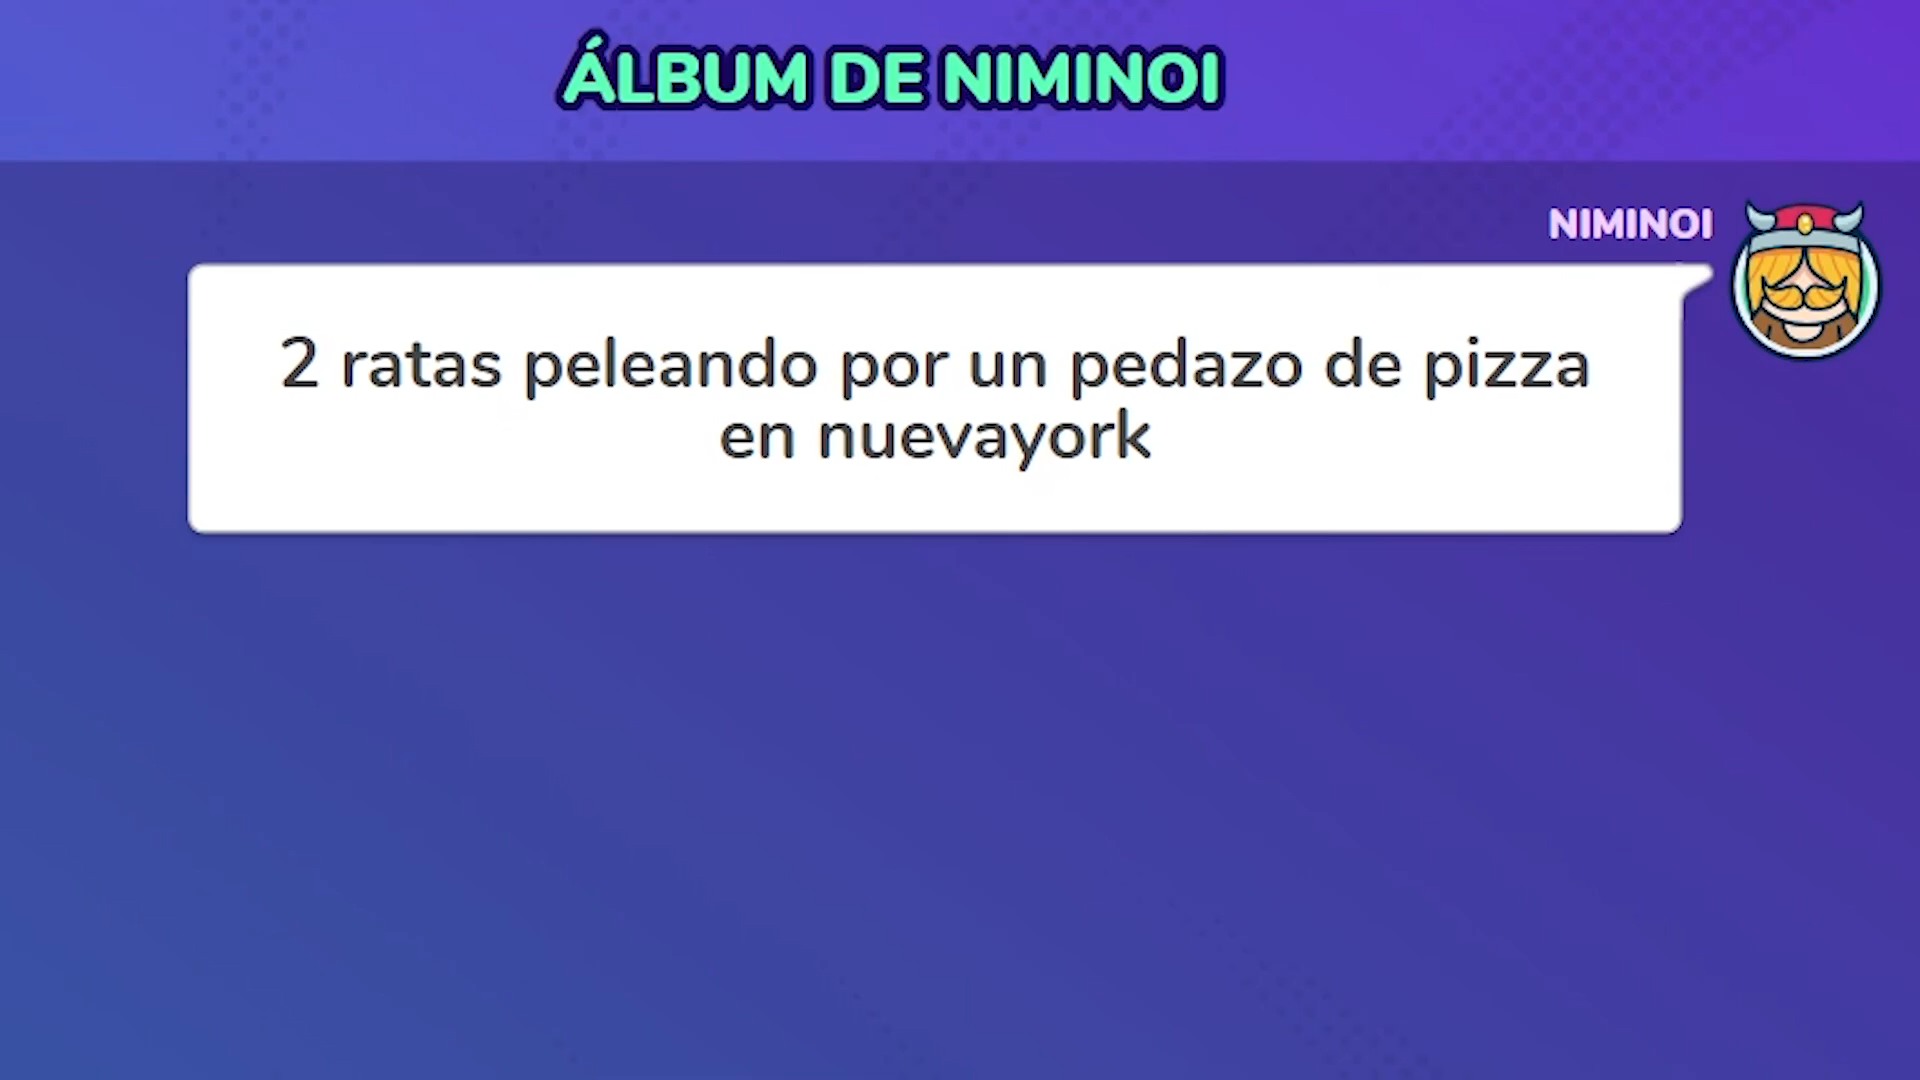 ÁLBUM DE NIMINOI
NIMINOI
2 ratas peleando por un pedazo de pizza
en nuevayork